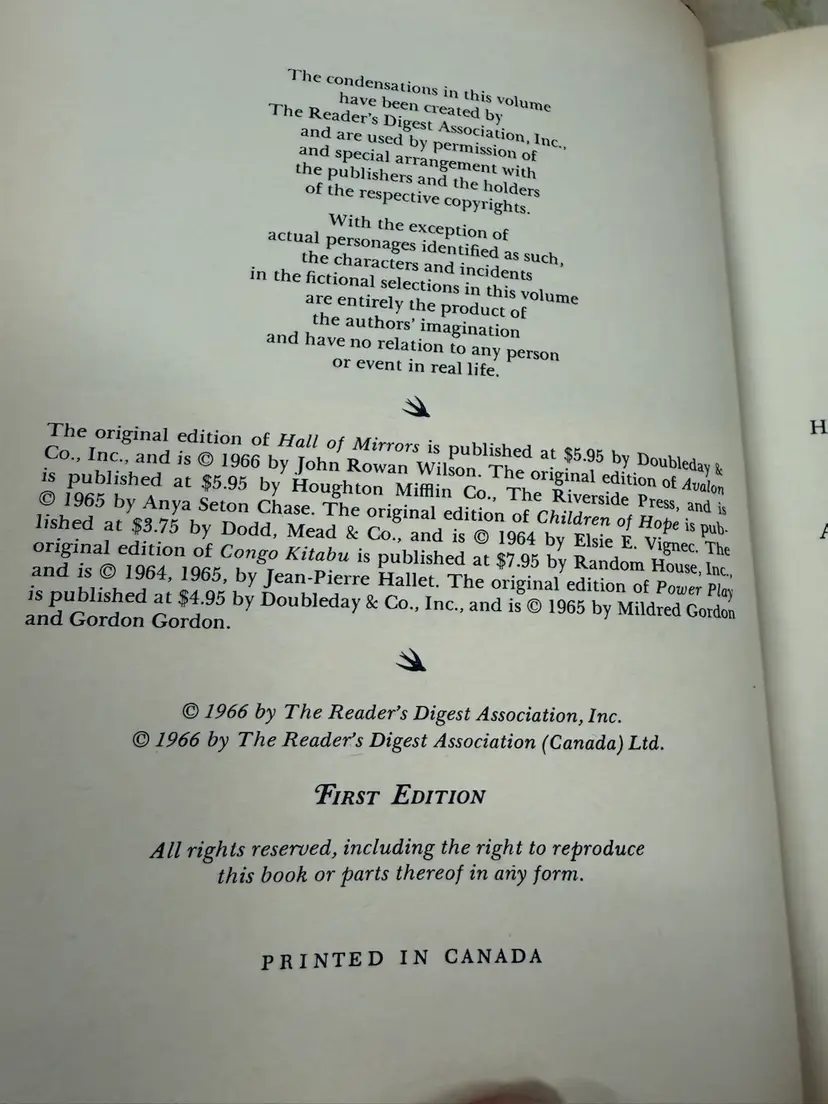 The condensations in this volume
have been created by
The Reader's Digest Association, Inc.,
and are used by permission of
and special arrangement with
the publishers and the holders
of the respective copyrights.
With the exception of
actual personages identified as such,
the characters and incidents
in the fictional selections in this volume
are entirely the product of
the authors' imagination
and have no relation to any person
or event in real life.
The original edition of Hall of Mirrors is published at $5.95 by Doubleday &
Co., Inc., and is © 1966 by John Rowan Wilson. The original edition of Avalon
is published at $5.95 by Houghton Mifflin Co., The Riverside Press, and is
© 1965 by Anya Seton Chase. The original edition of Children of Hope is pub-
lished at $3.75 by Dodd, Mead & Co., and is © 1964 by Elsie E. Vignec. The
original edition of Congo Kitabu is published at $7.95 by Random House, Inc.,
and is © 1964, 1965, by Jean-Pierre Hallet. The original edition of Power Play
is published at $4.95 by Doubleday & Co., Inc., and is © 1965 by Mildred Gordon
and Gordon Gordon.
© 1966 by The Reader's Digest Association, Inc.
© 1966 by The Reader's Digest Association (Canada) Ltd.
FIRST EDITION
All rights reserved, including the right to reproduce
this book or parts thereof in any form.
PRINTED IN CANADA